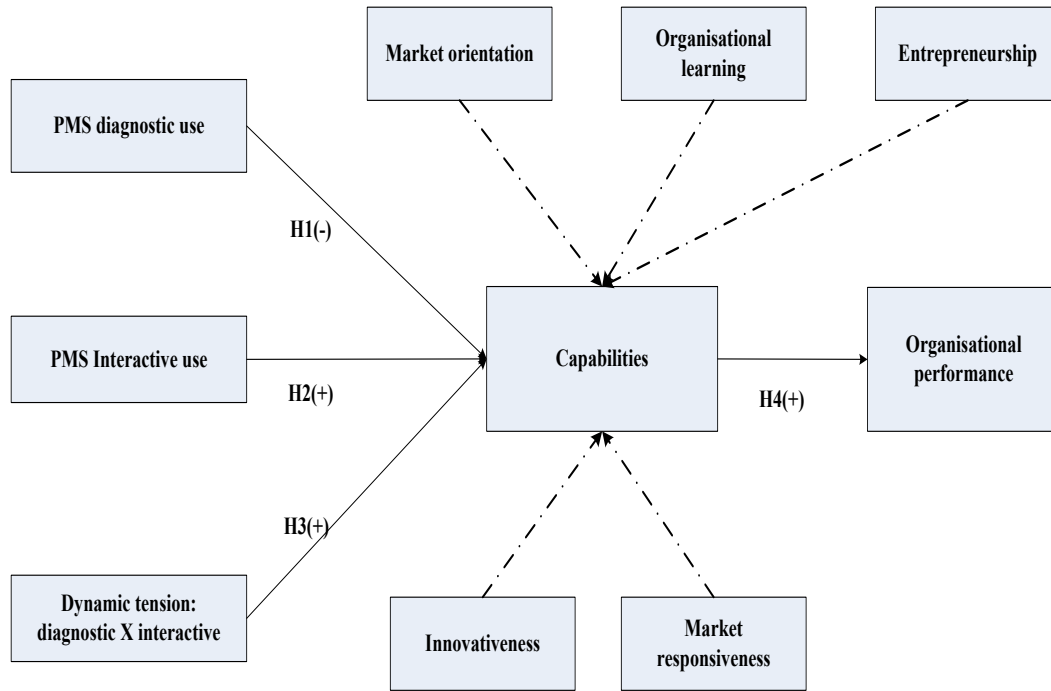 Market orientation
Organisational
learning
Entrepreneurship
PMS diagnostic use
H1(-)
PMS Interactive use
H2(+)
Capabilities
H4(+)
Organisational
performance
H3(+)
Dynamic tension:
diagnostic X interactive
Innovativeness
Market
responsiveness